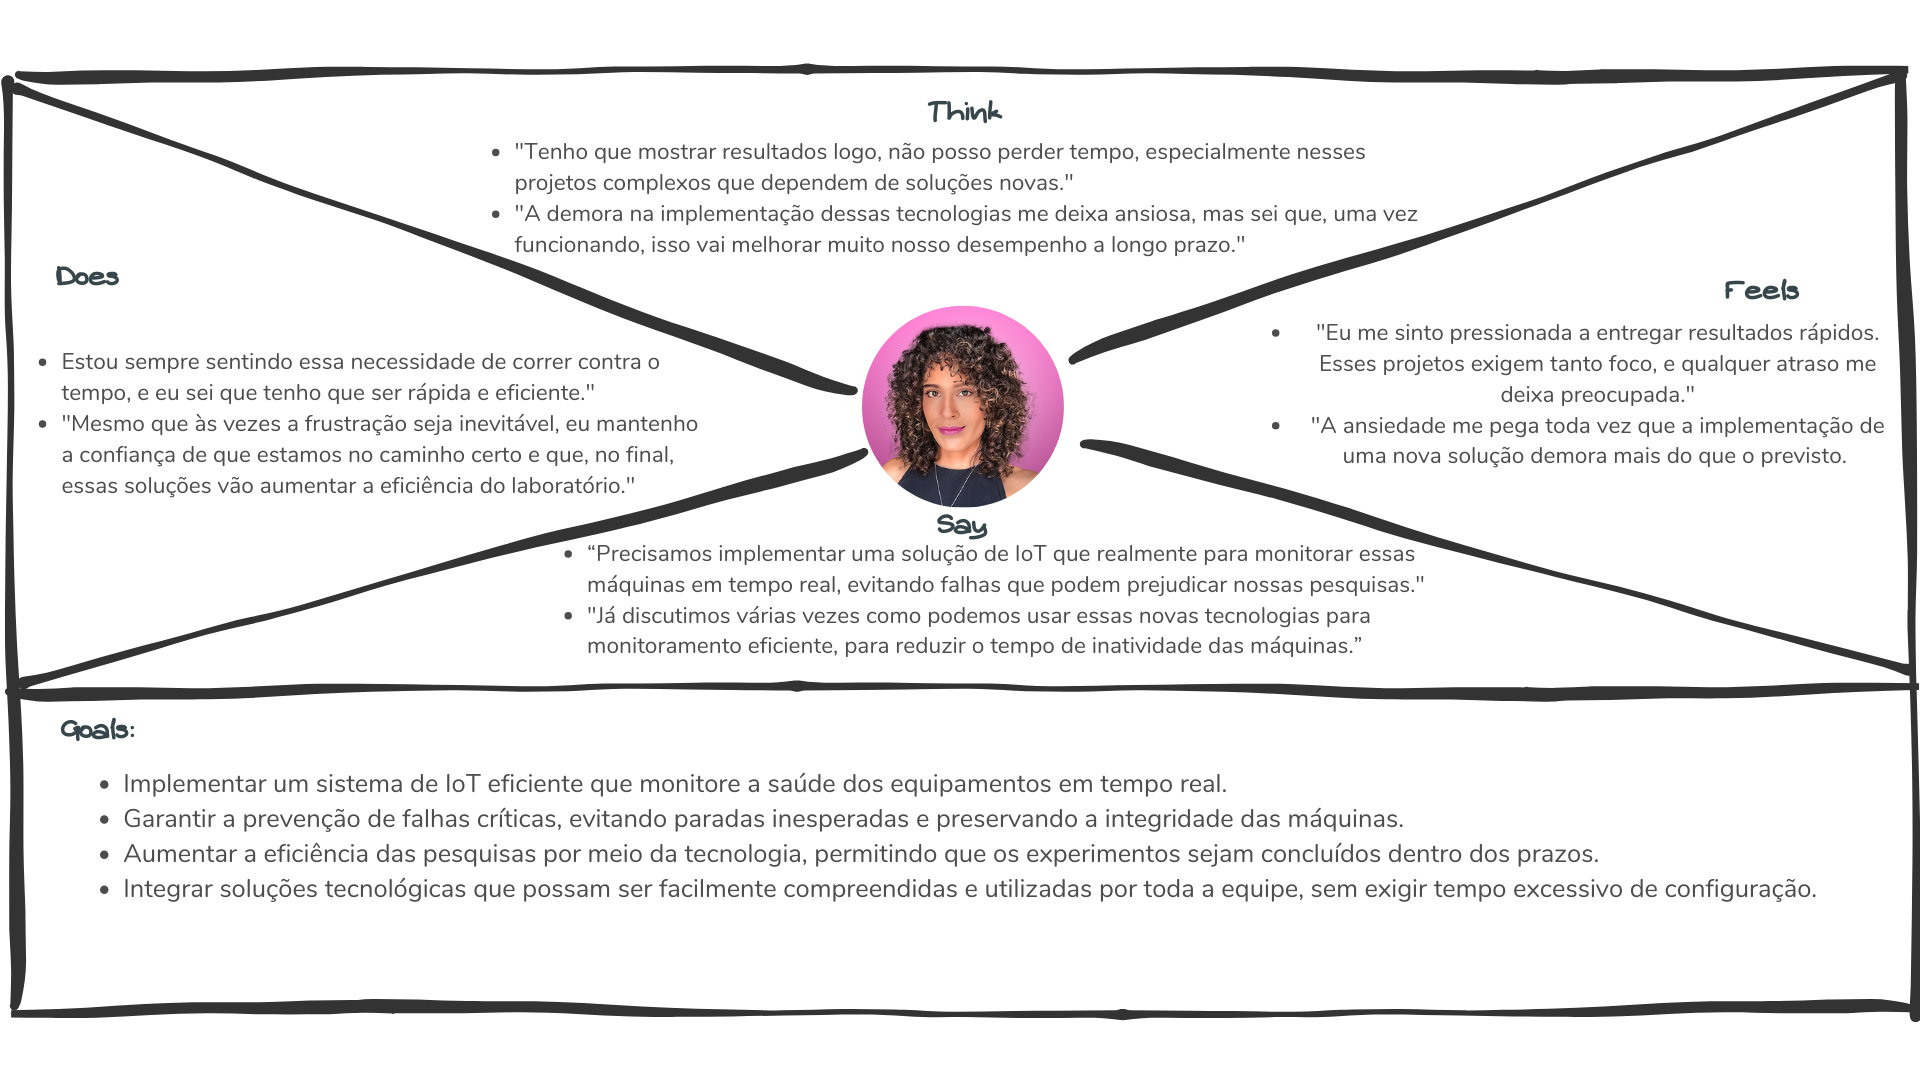 Think
• "Tenho que mostrar resultados logo, não posso perder tempo, especialmente nesses
projetos complexos que dependem de soluções novas."
• "A demora na implementação dessas tecnologias me deixa ansiosa, mas sei que, uma vez
funcionando, isso vai melhorar muito nosso desempenho a longo prazo."
Does
• Estou sempre sentindo essa necessidade de correr contra o
tempo, e eu sei que tenho que ser rápida e eficiente."
• "Mesmo que às vezes a frustração seja inevitável, eu mantenho
a confiança de que estamos no caminho certo e que, no final,
essas soluções vão aumentar a eficiência do laboratório."
Feels
• "Eu me sinto pressionada a entregar resultados rápidos.
Esses projetos exigem tanto foco, e qualquer atraso me
deixa preocupada."
• "A ansiedade me pega toda vez que a implementação de
uma nova solução demora mais do que o previsto.
Say
• “Precisamos implementar uma solução de IoT que realmente para monitorar essas
máquinas em tempo real, evitando falhas que podem prejudicar nossas pesquisas."
• "Já discutimos várias vezes como podemos usar essas novas tecnologias para
monitoramento eficiente, para reduzir o tempo de inatividade das máquinas.”
Goals:
• Implementar um sistema de IoT eficiente que monitore a saúde dos equipamentos em tempo real.
• Garantir a prevenção de falhas críticas, evitando paradas inesperadas e preservando a integridade das máquinas.
• Aumentar a eficiência das pesquisas por meio da tecnologia, permitindo que os experimentos sejam concluídos dentro dos prazos.
• Integrar soluções tecnológicas que possam ser facilmente compreendidas e utilizadas por toda a equipe, sem exigir tempo excessivo de configuração.